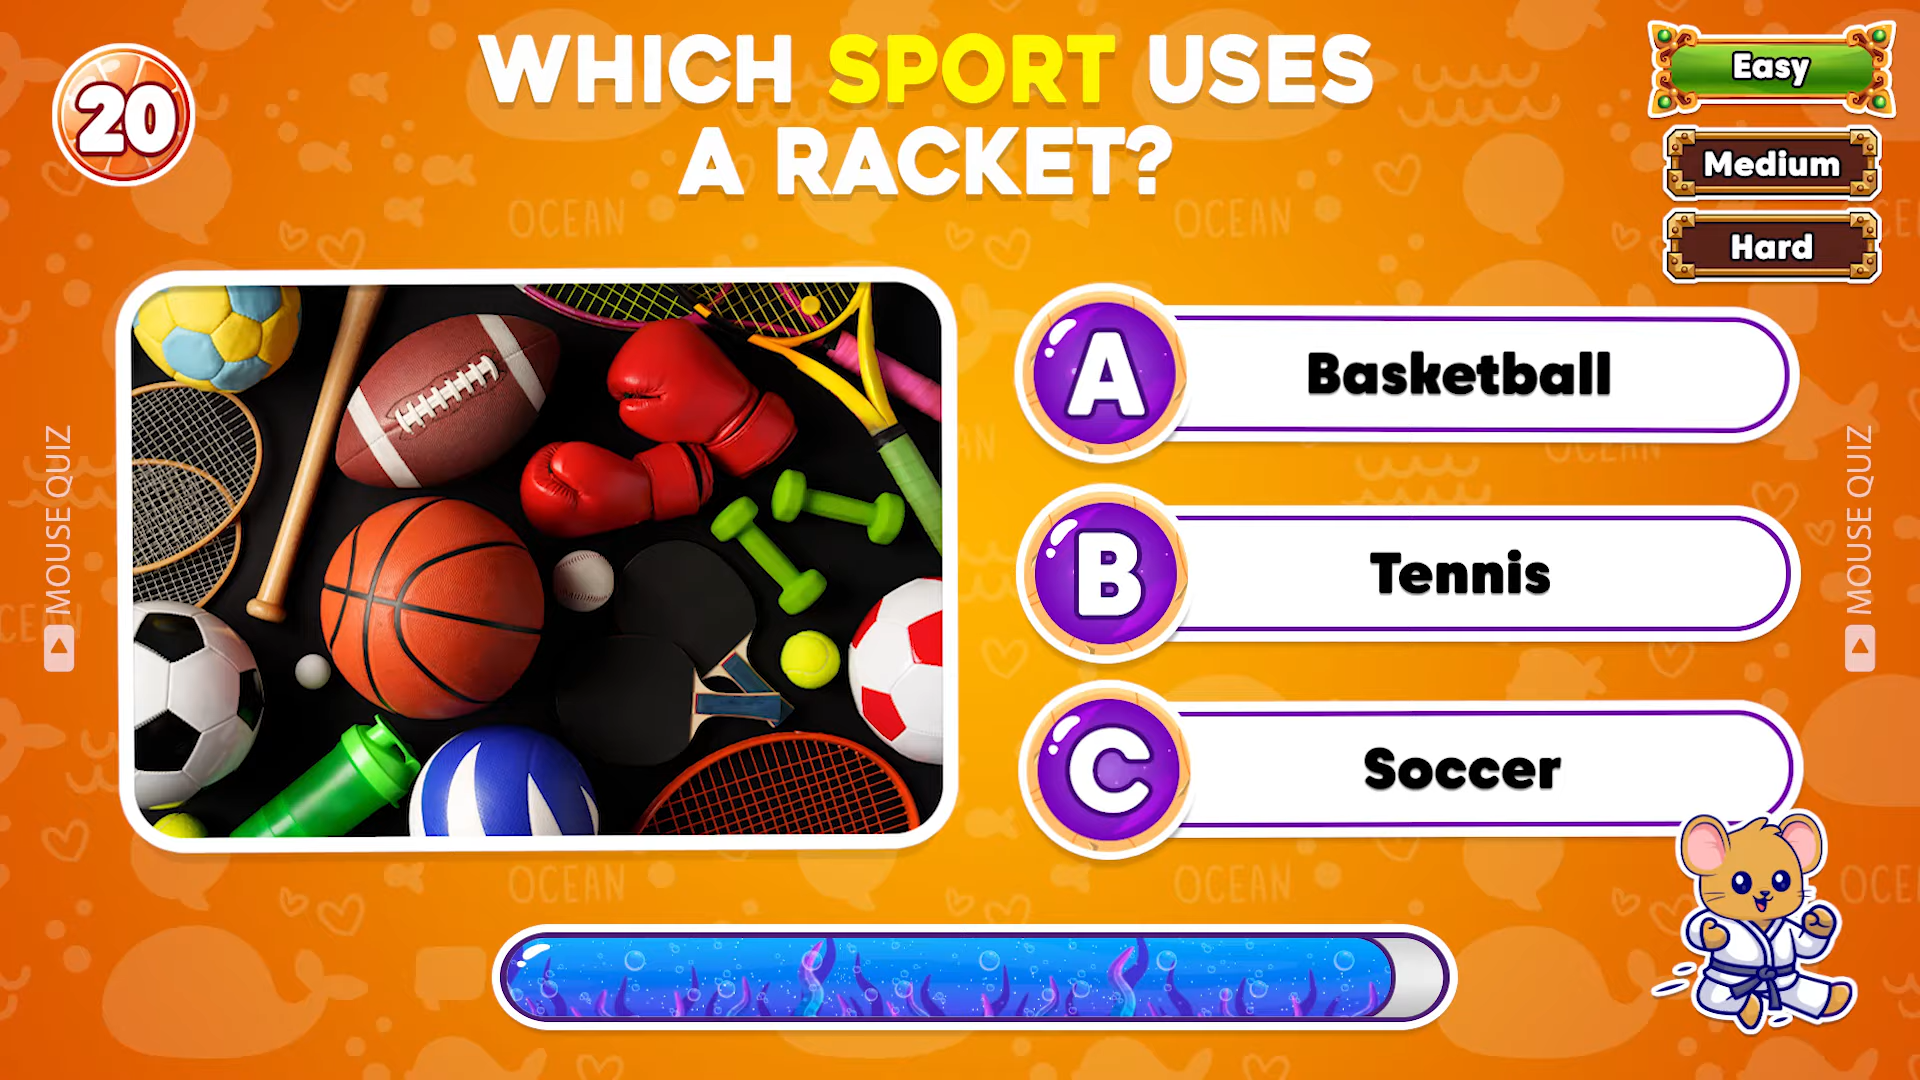 20
WHICH SPORT USES
A RACKET?
Easy
Medium
Hard
A Basketball
B Tennis
C Soccer
MOUSE QUIZ
MOUSE QUIZ
OCEAN
OCEAN
OCEAN
OCEAN